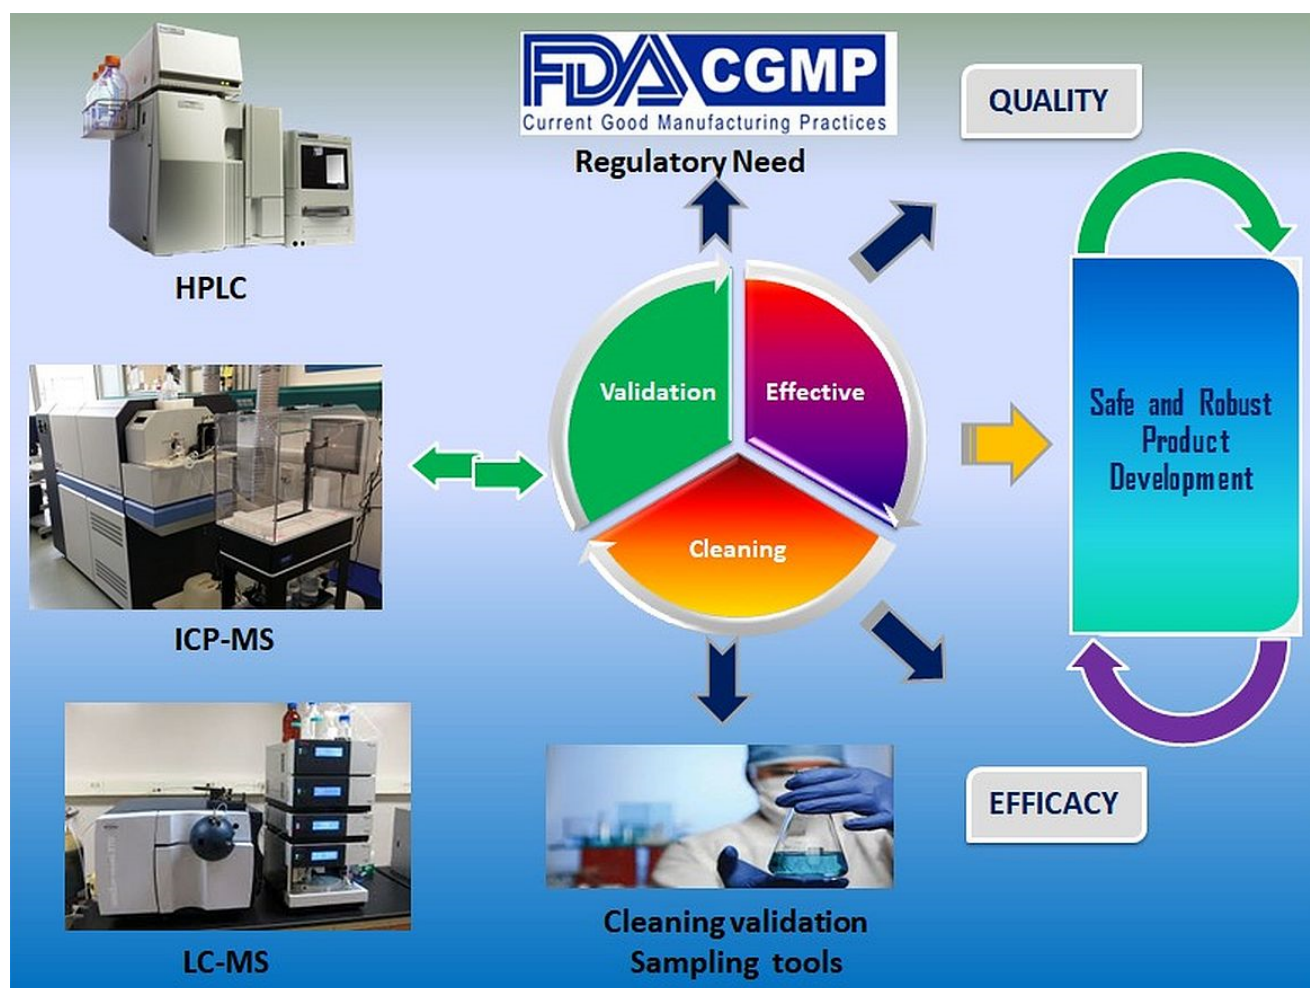 FDA CGMP
Current Good Manufacturing Practices
Regulatory Need
QUALITY
HPLC
Validation
Effective
Cleaning
Safe and Robust
Product
Development
ICP-MS
EFFICACY
LC-MS
Cleaning validation
Sampling tools